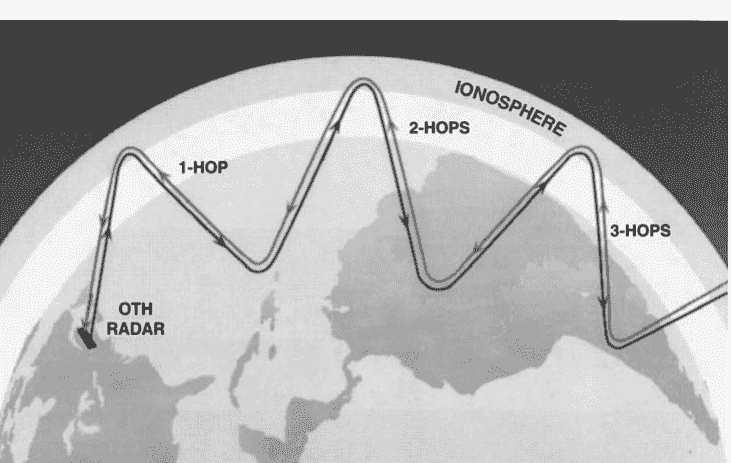 IONOSPHERE
2-HOPS
1-HOP
3-HOPS
OTH
RADAR